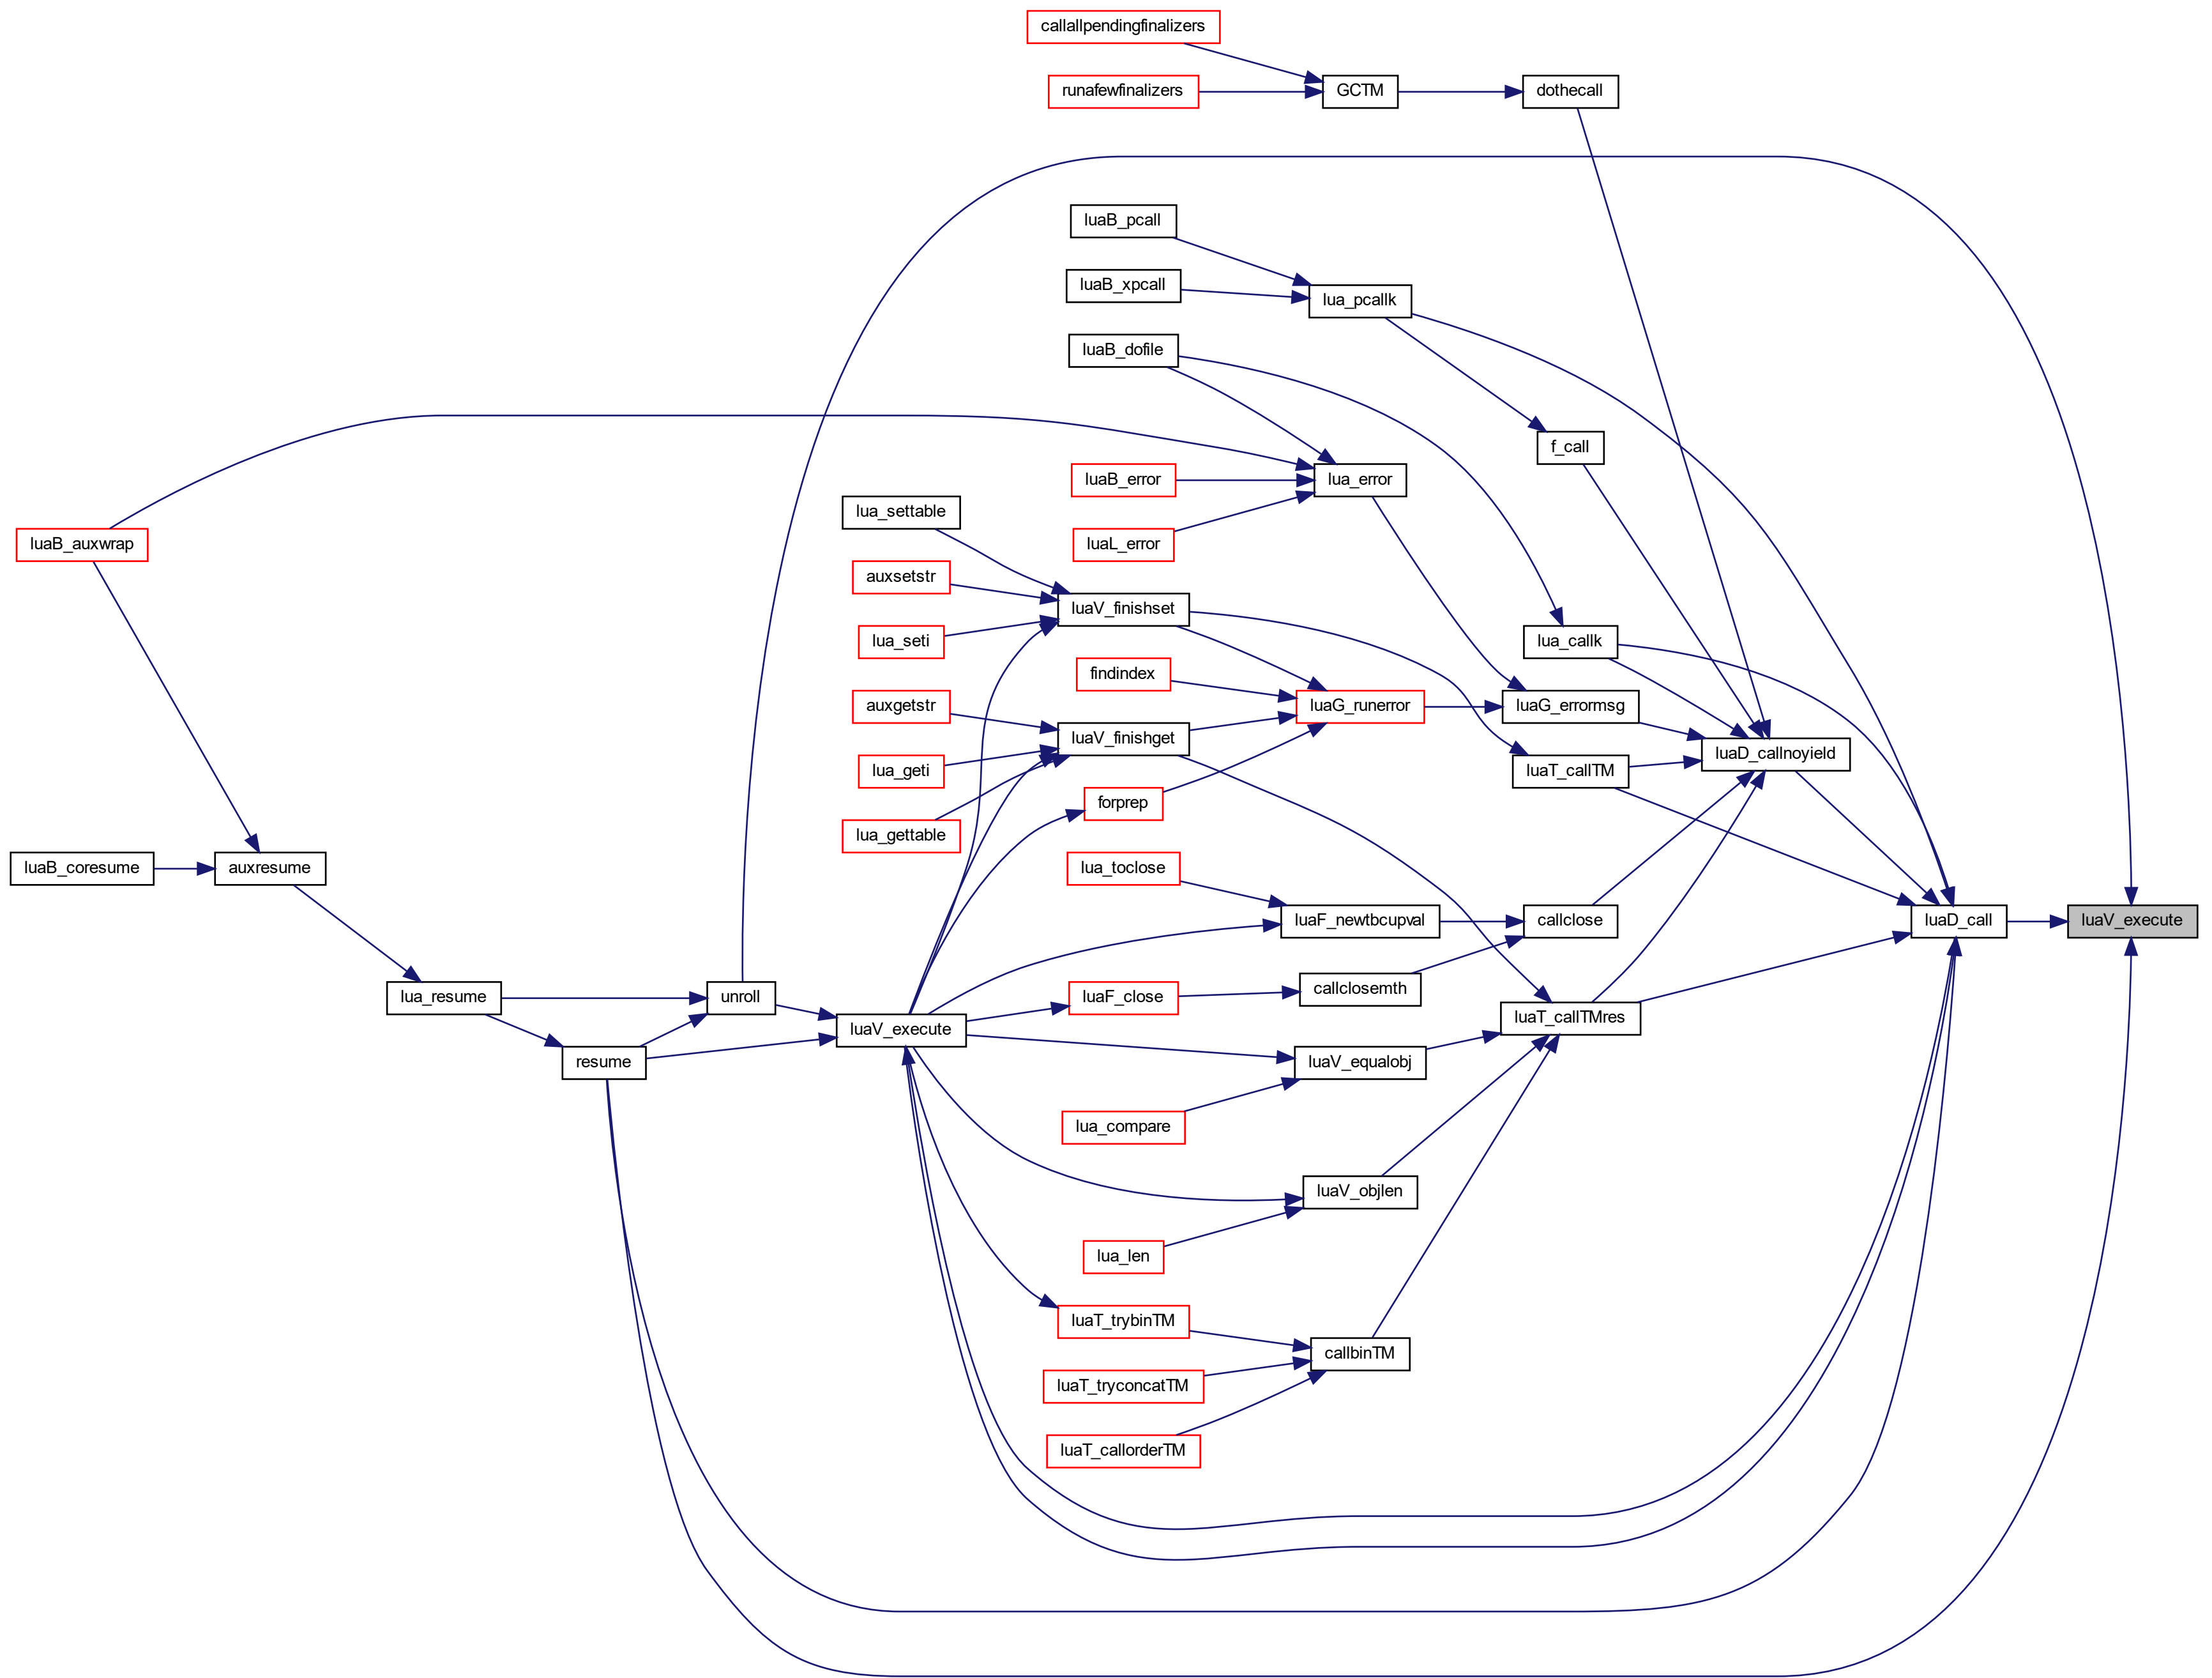 callallpendingfinalizers
runafewfinalizers
GCTM
dothecall
luaB_pcall
luaB_xpcall
lua_pcallk
luaB_dofile
f_call
luaB_error
lua_error
lua_settable
luaB_auxwrap
luaL_error
auxsetstr
luaV_finishset
lua_seti
lua_callk
findindex
auxgetstr
luaG_runerror
luaG_errormsg
luaV_finishget
luaD_callnoyield
lua_geti
luaT_callTM
forprep
lua_gettable
luaB_coresume
auxresume
lua_toclose
luaF_newtbcupval
callclose
luaD_call
luaV_execute
lua_resume
unroll
luaF_close
callclosemth
luaT_callTMres
luaV_execute
resume
luaV_equalobj
lua_compare
luaV_objlen
lua_len
luaT_trybinTM
callbinTM
luaT_tryconcatTM
luaT_callorderTM